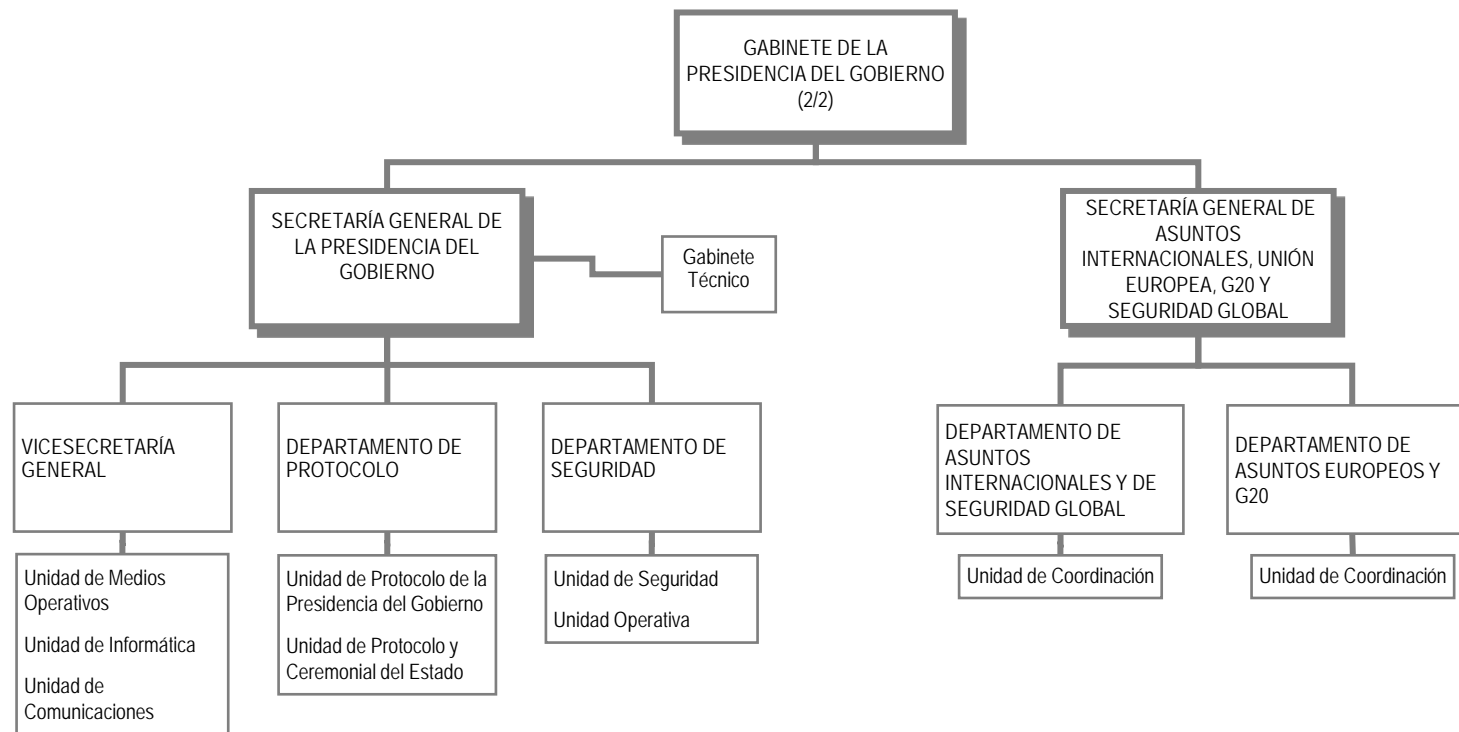 GABINETE DE LA
PRESIDENCIA DEL GOBIERNO
(2/2)
SECRETARÍA GENERAL DE
LA PRESIDENCIA DEL
GOBIERNO
Gabinete
Técnico
SECRETARÍA GENERAL DE
ASUNTOS
INTERNACIONALES, UNIÓN
EUROPEA, G20 Y
SEGURIDAD GLOBAL
VICESECRETARÍA
GENERAL
DEPARTAMENTO DE
PROTOCOLO
DEPARTAMENTO DE
SEGURIDAD
DEPARTAMENTO DE
ASUNTOS
INTERNACIONALES Y DE
SEGURIDAD GLOBAL
DEPARTAMENTO DE
ASUNTOS EUROPEOS Y
G20
Unidad de Medios
Operativos
Unidad de Informática
Unidad de
Comunicaciones
Unidad de Protocolo de la
Presidencia del Gobierno
Unidad de Protocolo y
Ceremonial del Estado
Unidad de Seguridad
Unidad Operativa
Unidad de Coordinación
Unidad de Coordinación